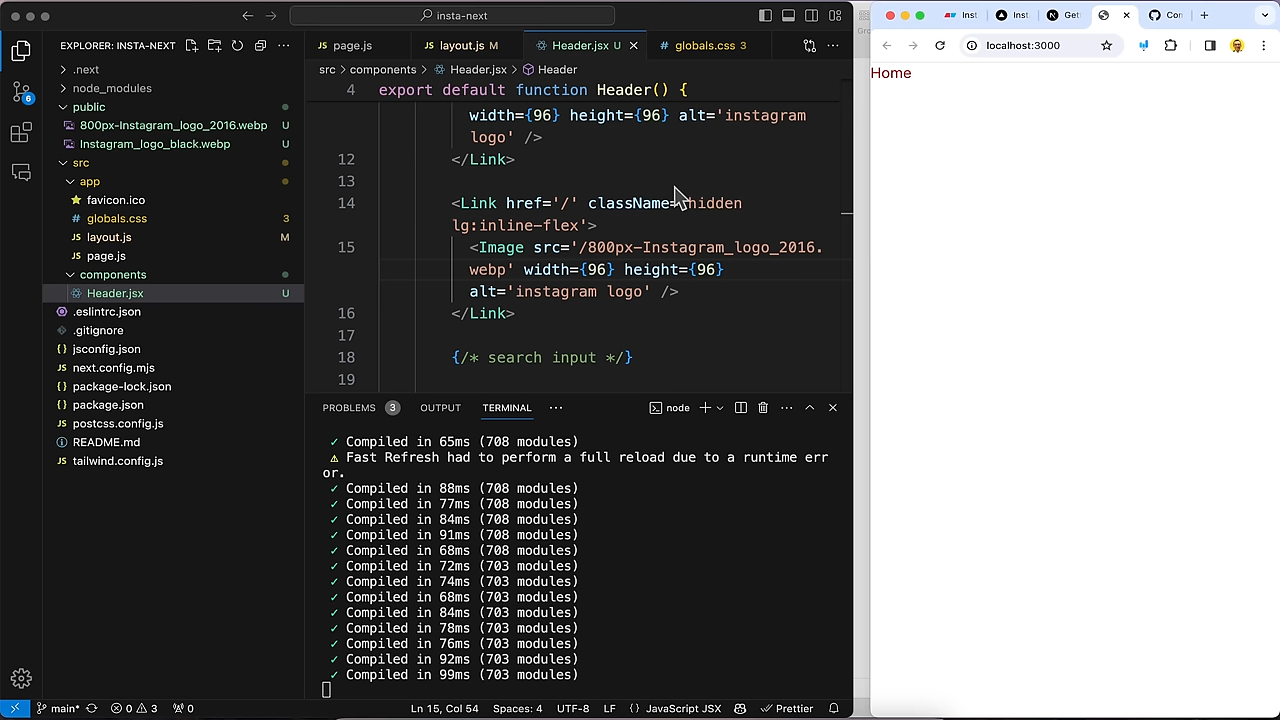 insta-next
EXPLORER: INSTA-NEXT
.next
node_modules
public
800px-Instagram_logo_2016.webp U
Instagram_logo_black.webp U
src
app
favicon.ico
globals.css 3
layout.js M
page.js
components
Header.jsx U
.eslintrc.json
.gitignore
jsconfig.json
next.config.mjs
package-lock.json
package.json
postcss.config.js
README.md
tailwind.config.js
6
page.js
layout.js M
Header.jsx U
globals.css 3
src > components > Header.jsx > Header
4 export default function Header() {
width={96} height={96} alt='instagram
logo' />
12 </Link>
13
14 <Link href='/' className='hidden
lg:inline-flex'>
15 <Image src='/800px-Instagram_logo_2016.
webp' width={96} height={96}
alt='instagram logo' />
16 </Link>
17
18 {/* search input */}
19
PROBLEMS 3 OUTPUT TERMINAL ··· node
✓ Compiled in 65ms (708 modules)
⚠ Fast Refresh had to perform a full reload due to a runtime err
or.
✓ Compiled in 88ms (708 modules)
✓ Compiled in 77ms (708 modules)
✓ Compiled in 84ms (708 modules)
✓ Compiled in 91ms (708 modules)
✓ Compiled in 68ms (708 modules)
✓ Compiled in 72ms (703 modules)
✓ Compiled in 74ms (703 modules)
✓ Compiled in 68ms (703 modules)
✓ Compiled in 84ms (703 modules)
✓ Compiled in 78ms (703 modules)
✓ Compiled in 76ms (703 modules)
✓ Compiled in 92ms (703 modules)
✓ Compiled in 99ms (703 modules)
main* 0 3 0 Ln 15, Col 54 Spaces: 4 UTF-8 LF {} JavaScript JSX Prettier
Inst
Inst
Get
Con
localhost:3000
Home